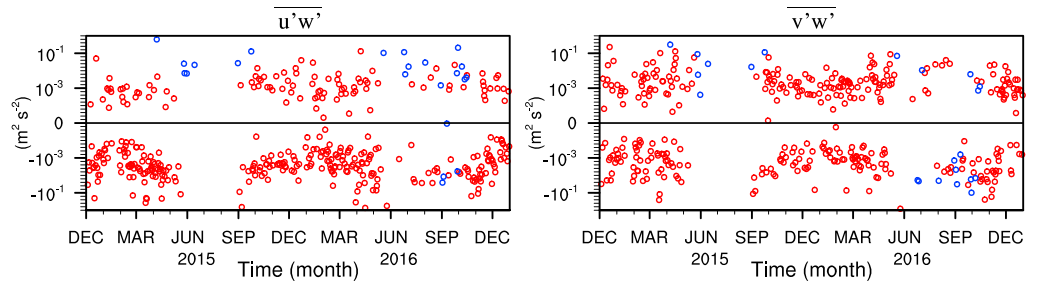 u'w' v'w'
10⁻¹ 10⁻¹
10⁻³ 10⁻³
0 0
-10⁻³ -10⁻³
-10⁻¹ -10⁻¹
(m² s⁻²) (m² s⁻²)
DEC MAR JUN SEP DEC MAR JUN SEP DEC DEC MAR JUN SEP DEC MAR JUN SEP DEC
2015 2016 2015 2016
Time (month) Time (month)